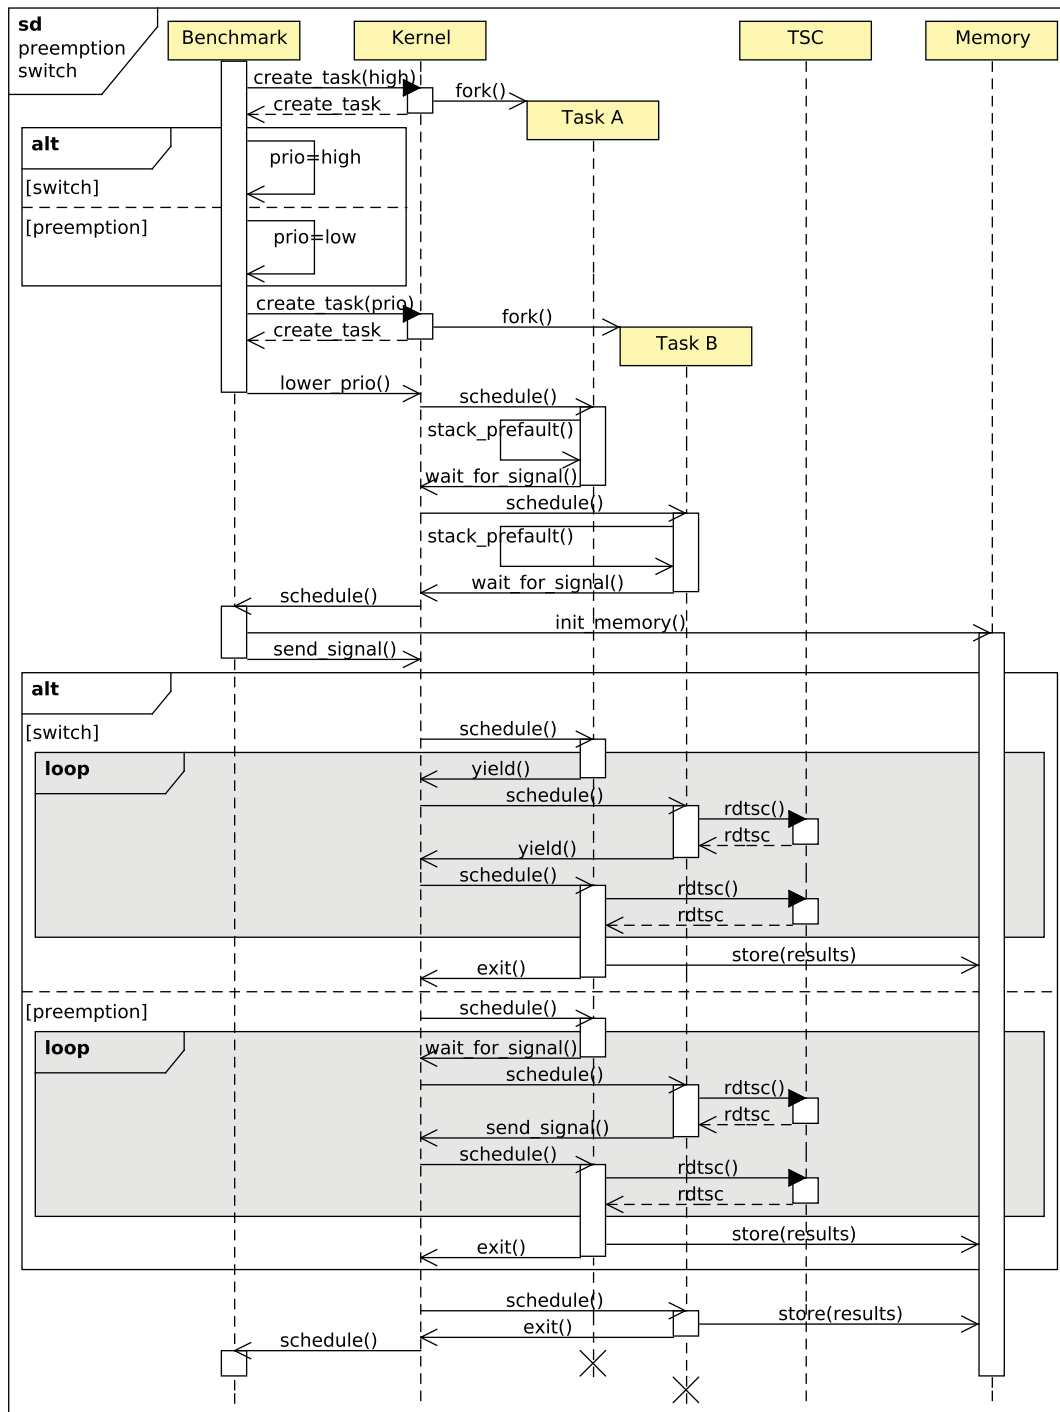 sd
preemption
switch
Benchmark
Kernel
TSC
Memory
create_task(high)
fork()
create_task
Task A
alt
prio=high
[switch]
[preemption]
prio=low
create_task(prio)
fork()
create_task
Task B
lower_prio()
schedule()
stack_prefault()
wait_for_signal()
schedule()
stack_prefault()
wait_for_signal()
schedule()
init_memory()
send_signal()
alt
[switch]
schedule()
loop
yield()
schedule()
rdtsc()
rdtsc
yield()
schedule()
rdtsc()
rdtsc
store(results)
exit()
[preemption]
schedule()
loop
wait_for_signal()
schedule()
rdtsc()
rdtsc
send_signal()
schedule()
rdtsc()
rdtsc
store(results)
exit()
schedule()
store(results)
exit()
schedule()